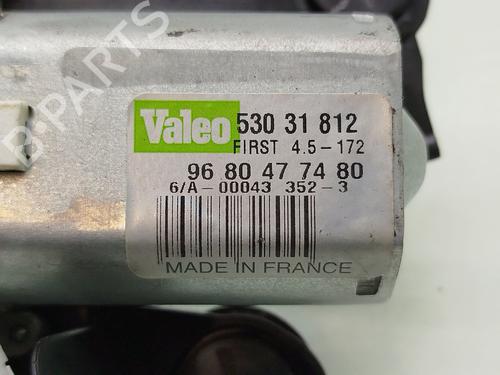 Valeo 530 31 812
FIRST 4.5-172
96 80 47 74 80
6/A-00043 352-3
MADE IN FRANCE
B-PARTS